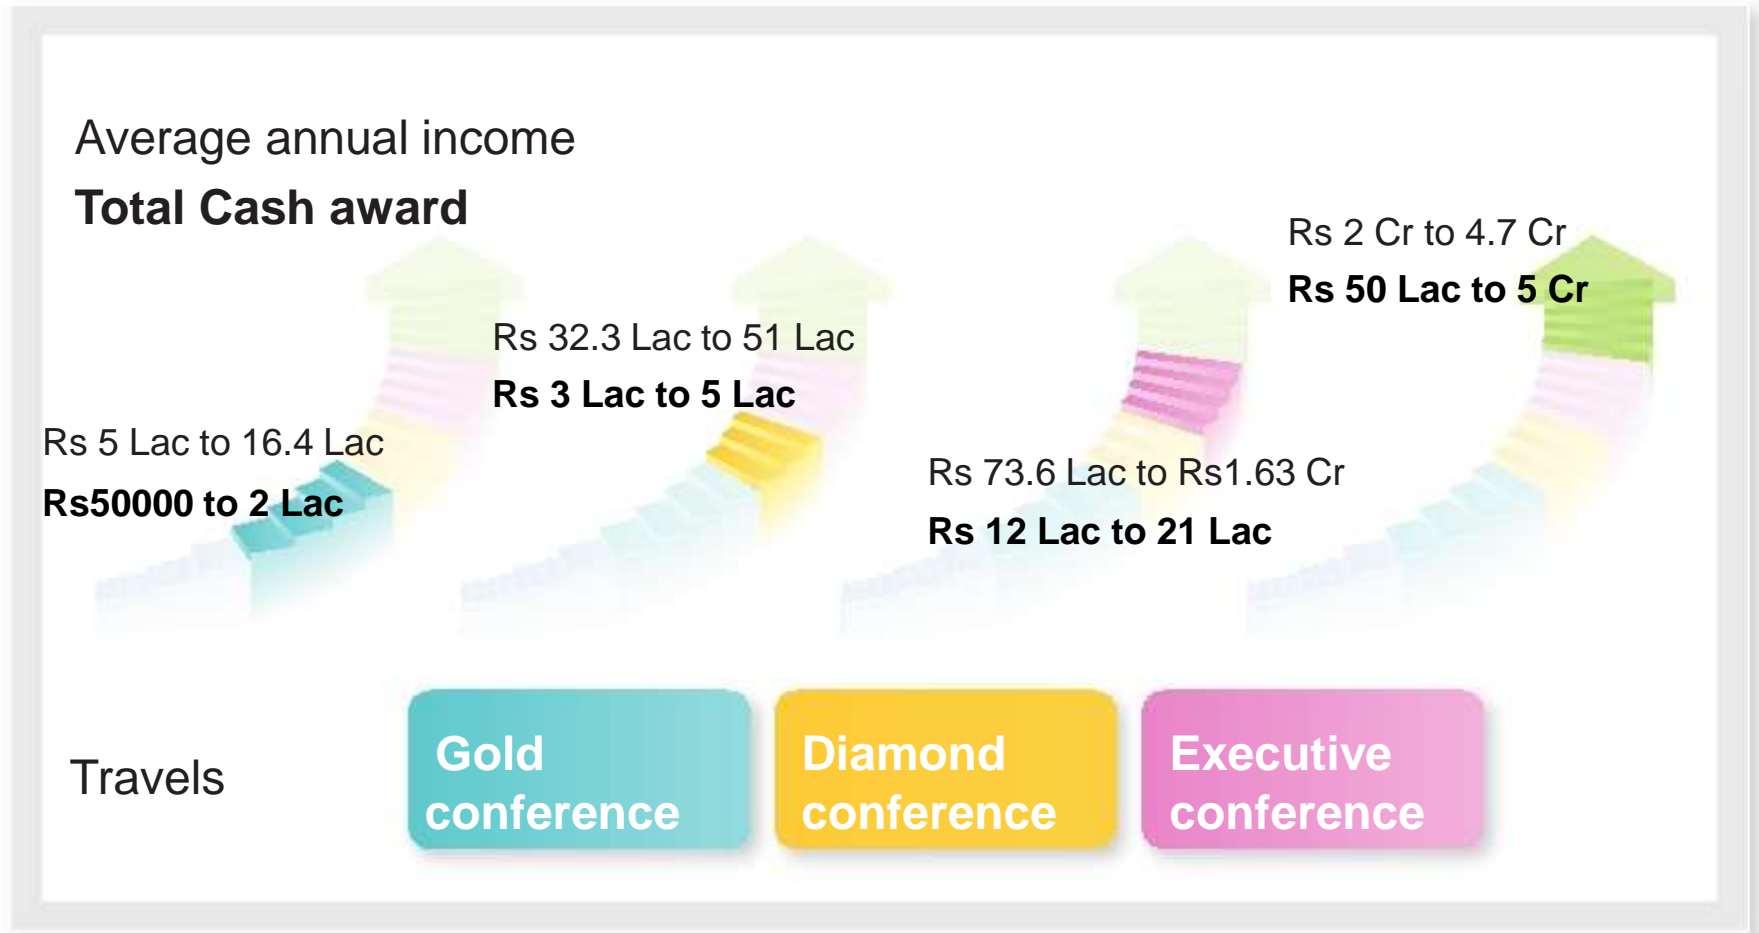 Average annual income
Total Cash award
Rs 5 Lac to 16.4 Lac
Rs50000 to 2 Lac
Rs 32.3 Lac to 51 Lac
Rs 3 Lac to 5 Lac
Rs 73.6 Lac to Rs1.63 Cr
Rs 12 Lac to 21 Lac
Rs 2 Cr to 4.7 Cr
Rs 50 Lac to 5 Cr
Travels
Gold
conference
Diamond
conference
Executive
conference